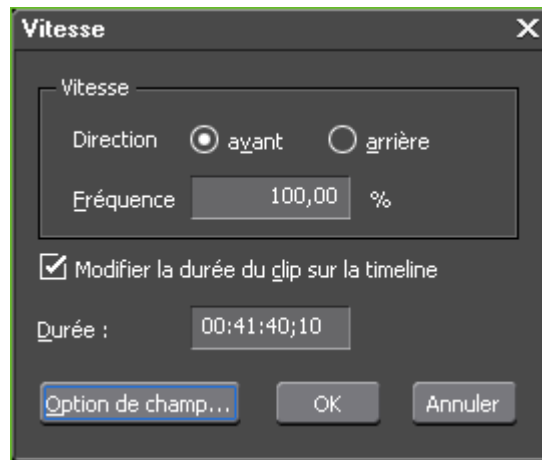 Vitesse
Vitesse
Direction avant arrière
Fréquence 100,00 %
Modifier la durée du clip sur la timeline
Durée : 00:41:40;10
Option de champ... OK Annuler